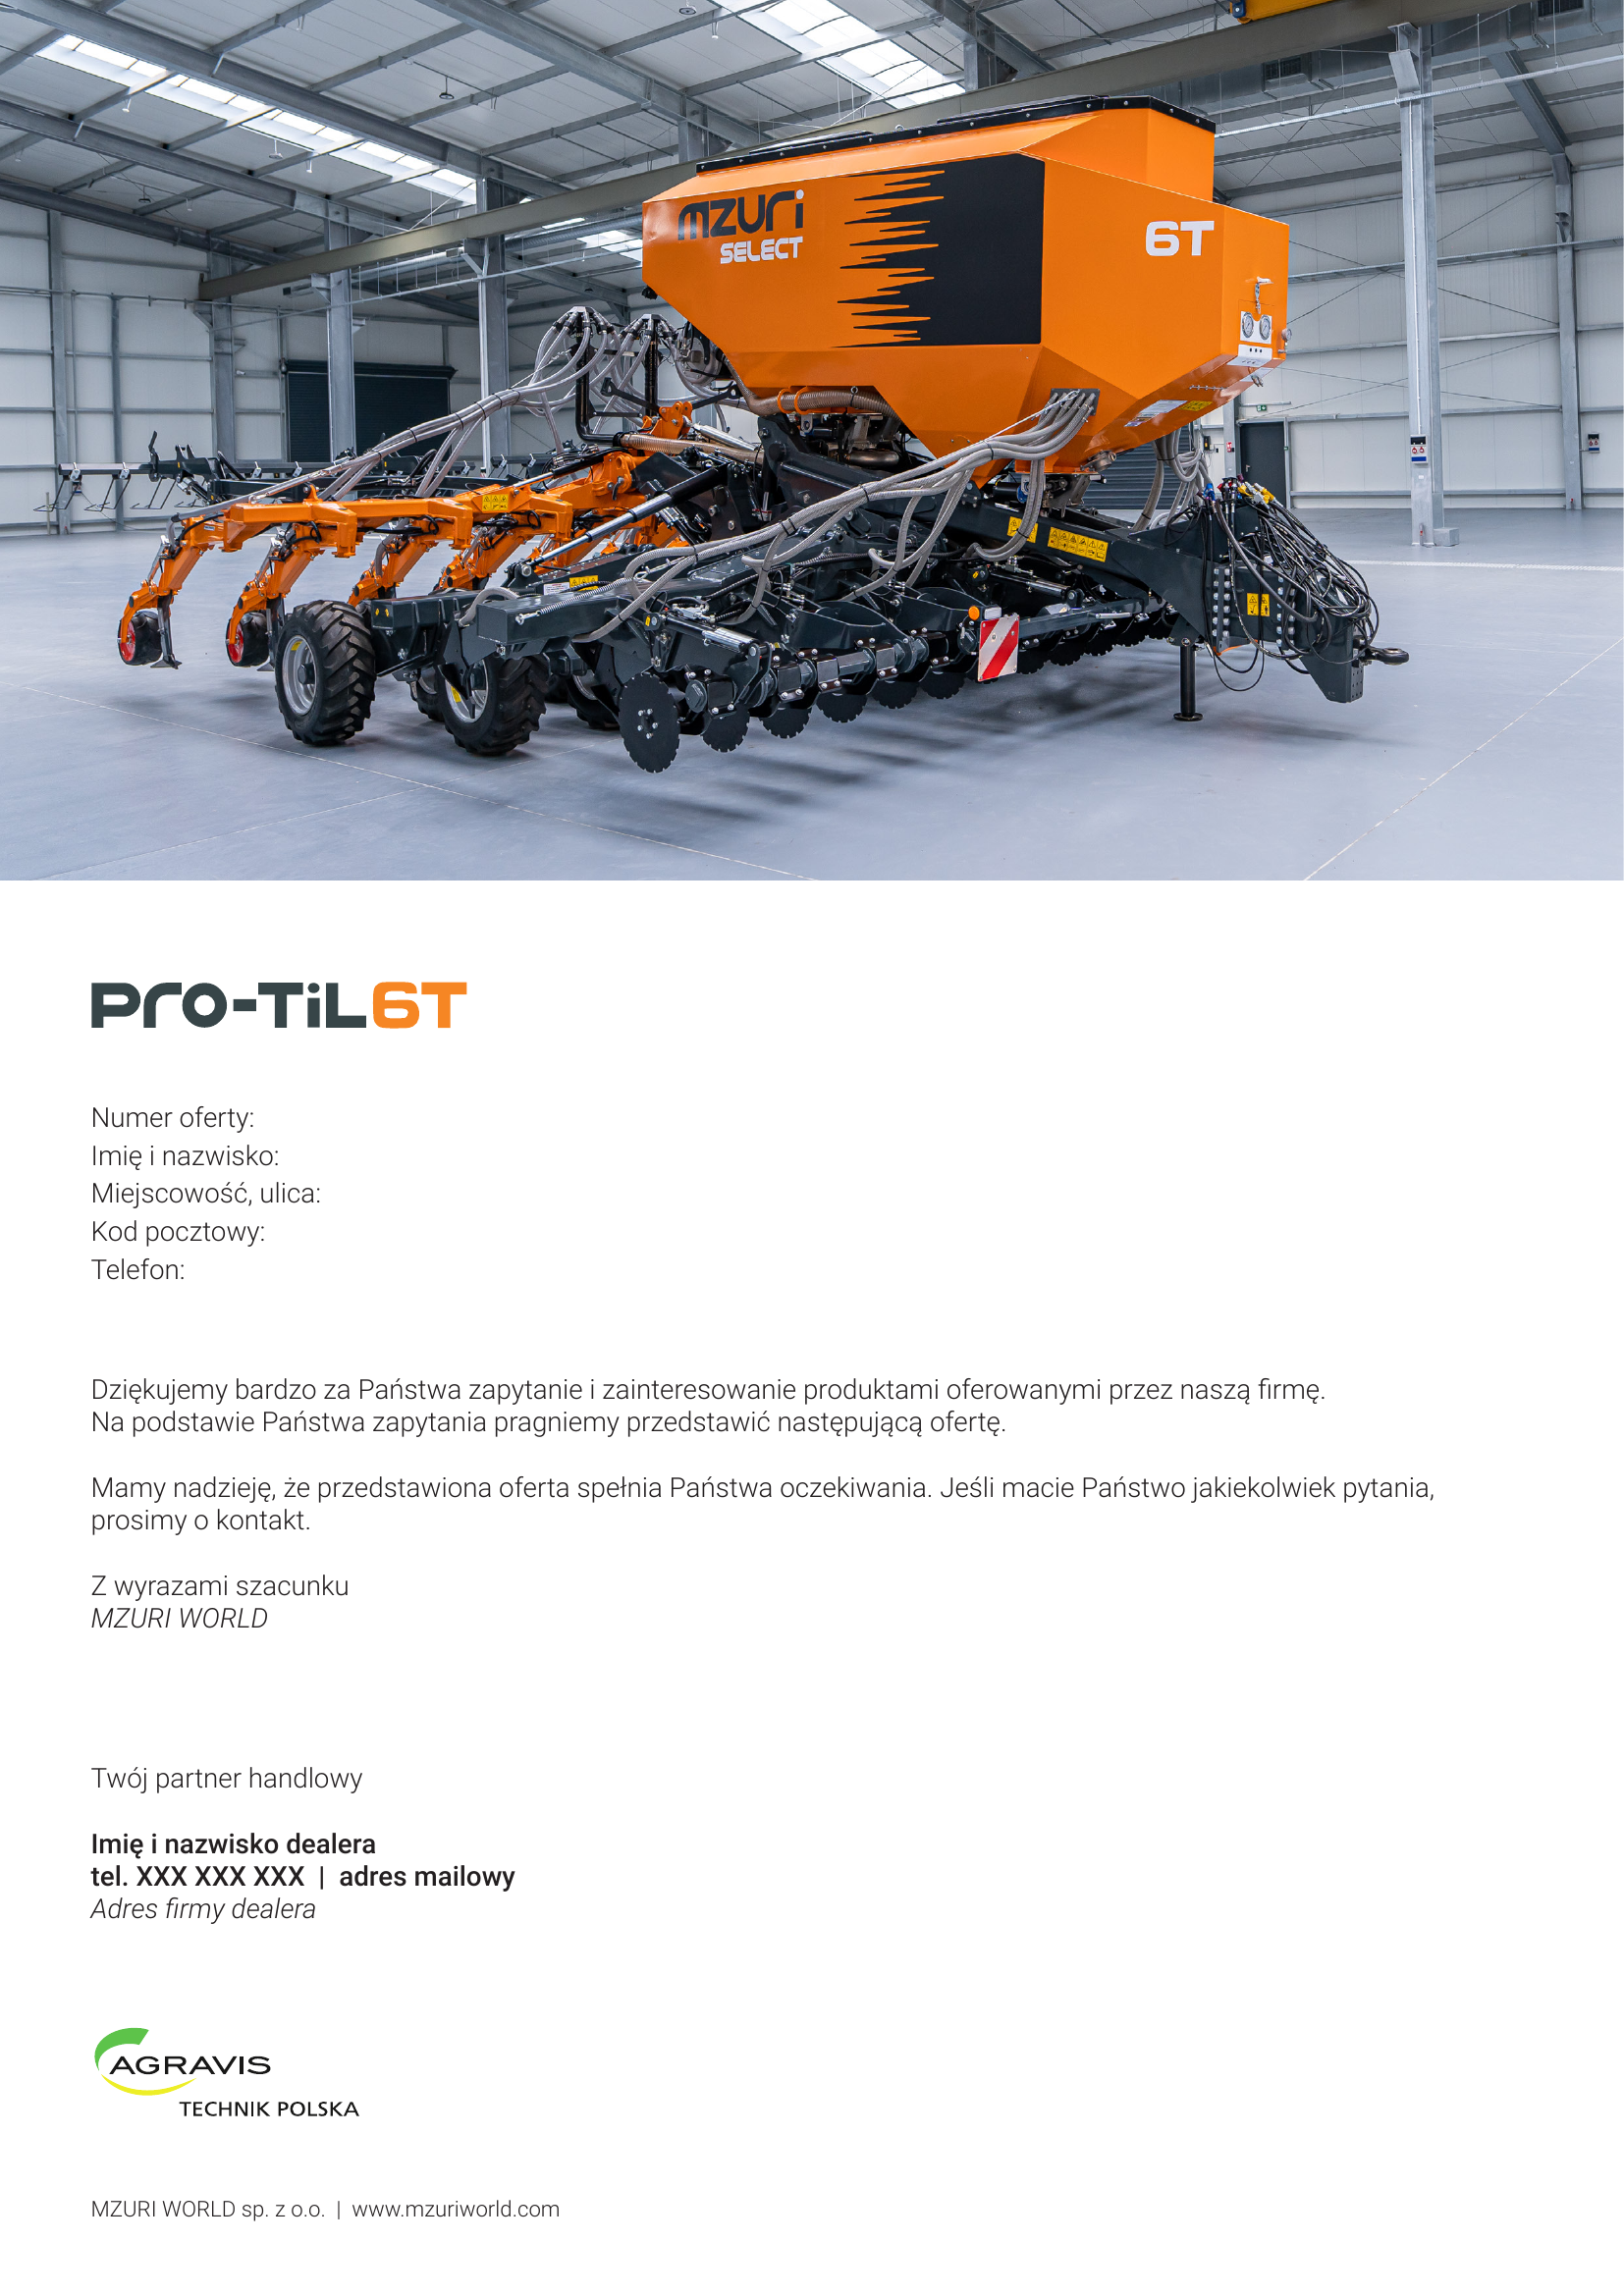 mzuri
SELECT
6T
Pro-TiL 6T
Numer oferty:
Imię i nazwisko:
Miejscowość, ulica:
Kod pocztowy:
Telefon:
Dziękujemy bardzo za Państwa zapytanie i zainteresowanie produktami oferowanymi przez naszą firmę.
Na podstawie Państwa zapytania pragniemy przedstawić następującą ofertę.
Mamy nadzieję, że przedstawiona oferta spełnia Państwa oczekiwania. Jeśli macie Państwo jakiekolwiek pytania,
prosimy o kontakt.
Z wyrazami szacunku
MZURI WORLD
Twój partner handlowy
Imię i nazwisko dealera
tel. XXX XXX XXX | adres mailowy
Adres firmy dealera
AGRAVIS
TECHNIK POLSKA
MZURI WORLD sp. z o.o. | www.mzuriworld.com